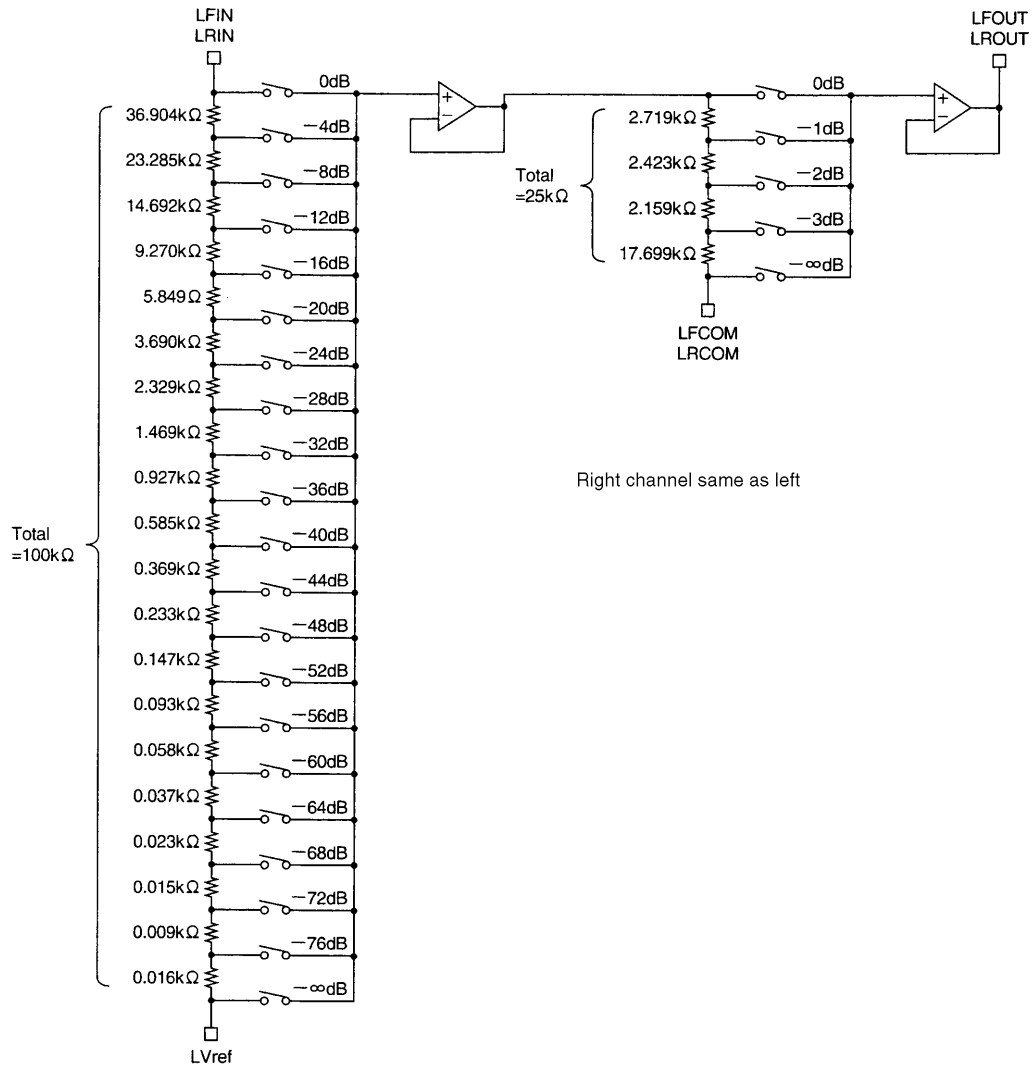 LFIN
LRIN
0dB
36.904kΩ
−4dB
23.285kΩ
−8dB
14.692kΩ
−12dB
9.270kΩ
−16dB
5.849Ω
−20dB
3.690kΩ
−24dB
2.329kΩ
−28dB
1.469kΩ
−32dB
0.927kΩ
−36dB
0.585kΩ
−40dB
0.369kΩ
−44dB
0.233kΩ
−48dB
0.147kΩ
−52dB
0.093kΩ
−56dB
0.058kΩ
−60dB
0.037kΩ
−64dB
0.023kΩ
−68dB
0.015kΩ
−72dB
0.009kΩ
−76dB
0.016kΩ
−∞dB
LVref
Total
=100kΩ
+
−
0dB
2.719kΩ
−1dB
2.423kΩ
−2dB
2.159kΩ
−3dB
17.699kΩ
−∞dB
Total
=25kΩ
LFCOM
LRCOM
+
−
LFOUT
LROUT
Right channel same as left